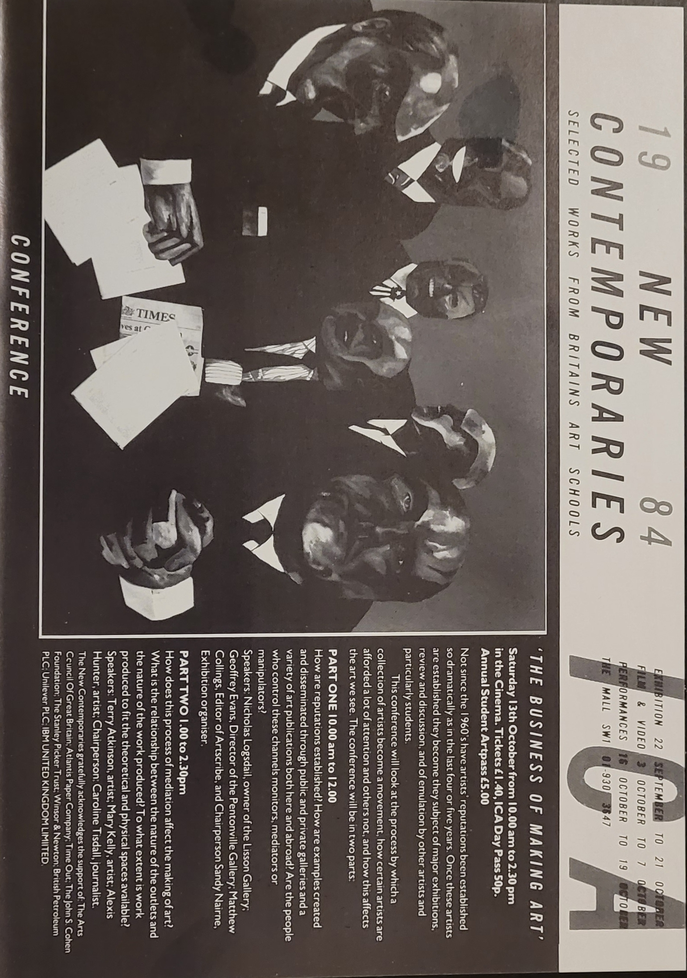 19 NEW 84
CONTEMPORARIES
SELECTED WORKS FROM BRITAINS ART SCHOOLS
ICA
EXHIBITION 22 SEPTEMBER TO 21 OCTOBER
FILM & VIDEO 3 OCTOBER TO 7 OCTOBER
PERFORMANCES 16 OCTOBER TO 19 OCTOBER
THE MALL SW1 01-930 3647
TIMES
ves at
CONFERENCE
'THE BUSINESS OF MAKING ART'
Saturday 13th October from 10.00 am to 2.30 pm
in the Cinema. Tickets £1.40, ICA Day Pass 50p.
Annual Student Artpass £5.00
Not since the 1960's have artists' reputations been established
so dramatically as in the last four or five years. Once these artists
are established they become they subject of major exhibitions,
review and discussion, and of emulation by other artists and
particularly students.
This conference will look at the process by which a
collection of artists become a movement, how certain artists are
afforded a lot of attention and others not, and how this affects
the art we see. The conference will be in two parts:
PART ONE 10.00 am to 12.00
How are reputations established? How are examples created
and disseminated through public and private galleries and a
variety of art publications both here and abroad? Are the people
who control these channels monitors, mediators or
manipulators?
Speakers: Nicholas Logsdail, owner of the Lisson Gallery;
Geoffrey Evans, Director of the Pentonville Gallery; Matthew
Collings, Editor of Artscribe, and Chairperson Sandy Nairne,
Exhibition organiser.
PART TWO 1.00 to 2.30pm
How does this process of mediation affect the making of art?
What is the relationship between the nature of the outlets and
the nature of the work produced? To what extent is work
produced to fit the theoretical and physical spaces available?
Speakers: Terry Atkinson, artist; Mary Kelly, artist; Alexis
Hunter, artist; Chairperson: Caroline Tisdall, journalist.
The New Contemporaries gratefully acknowledges the support of: The Arts
Council Of Great Britain; Atlantis Paper Company; Time Out; The John S. Cohen
Foundation; The Stanley Picker Trust; Winsor & Newton; British Petroleum
PLC; Unilever PLC; IBM UNITED KINGDOM LIMITED.